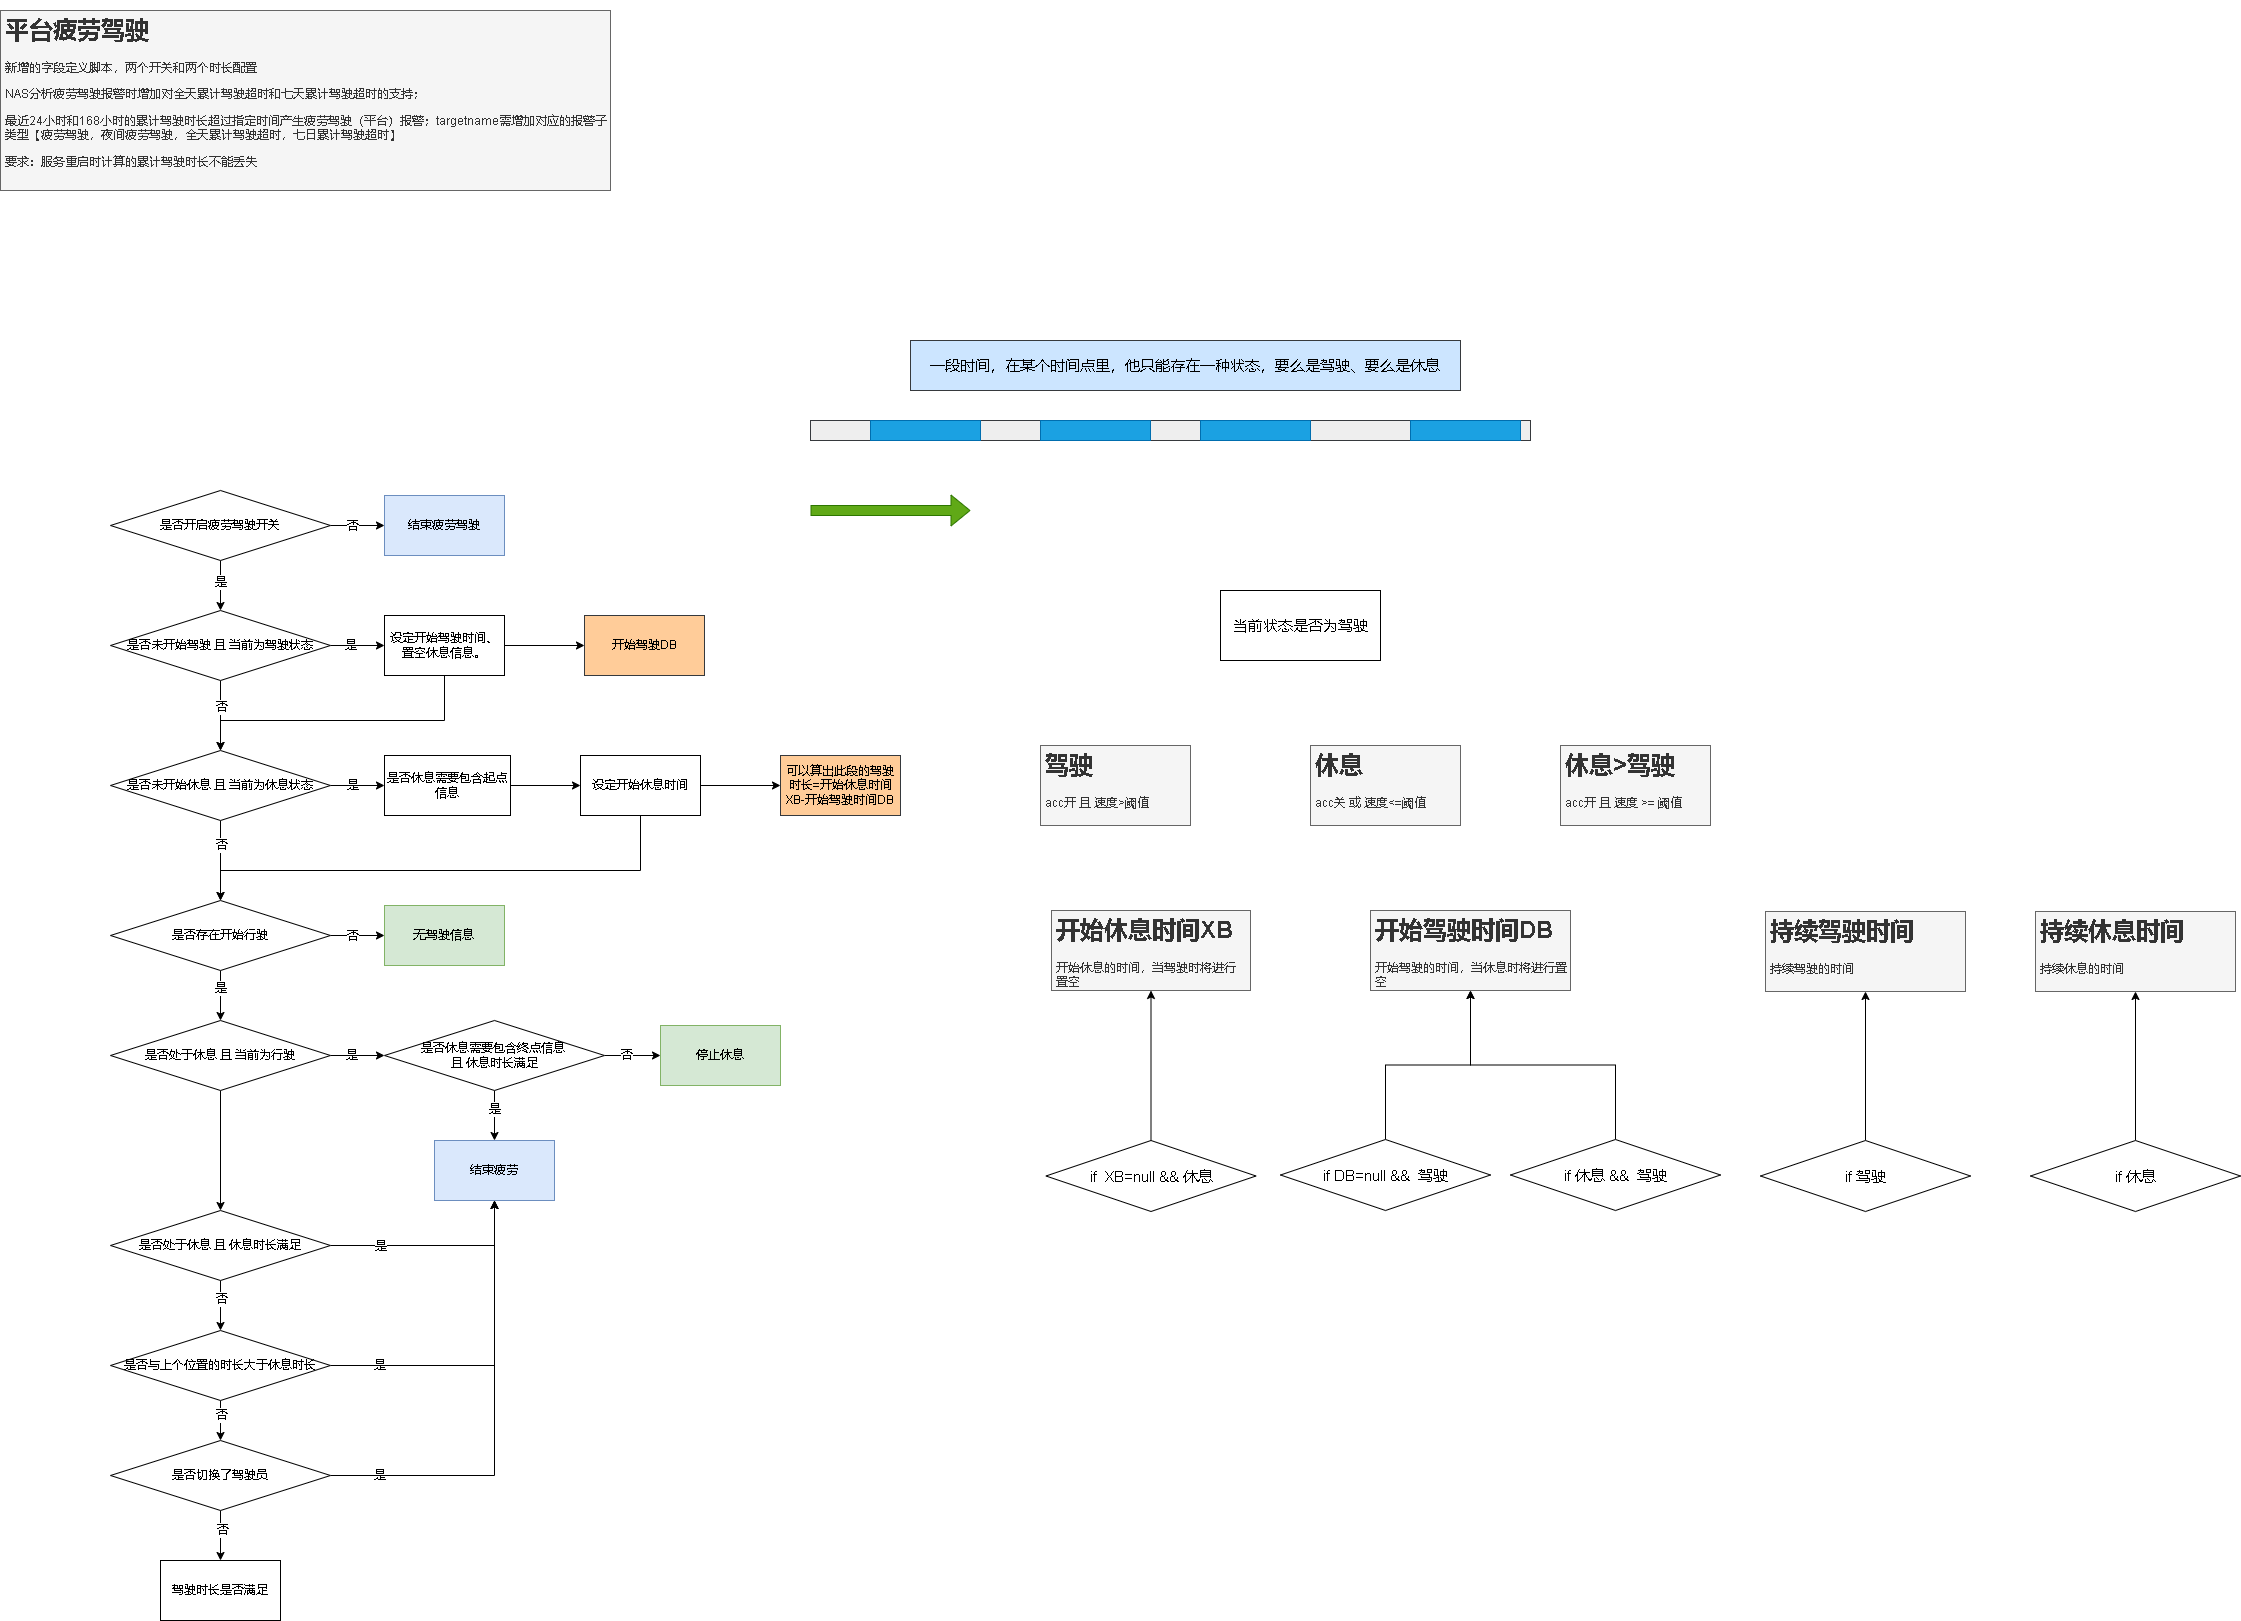 平台疲劳驾驶
新增的字段定义脚本，两个开关和两个时长配置
NAS分析疲劳驾驶报警时增加对全天累计驾驶超时和七天累计驾驶超时的支持；
最近24小时和168小时的累计驾驶时长超过指定时间产生疲劳驾驶（平台）报警；targetname需增加对应的报警子
类型【疲劳驾驶，夜间疲劳驾驶，全天累计驾驶超时，七日累计驾驶超时】
要求：服务重启时计算的累计驾驶时长不能丢失
一段时间，在某个时间点里，他只能存在一种状态，要么是驾驶、要么是休息
是否开启疲劳驾驶开关
否
结束疲劳驾驶
是
是否未开始驾驶 且 当前为驾驶状态
是
设定开始驾驶时间、
置空休息信息。
开始驾驶DB
否
是否未开始休息 且 当前为休息状态
是
是否休息需要包含起点
信息
设定开始休息时间
可以算出此段的驾驶
时长=开始休息时间
XB-开始驾驶时间DB
否
是否存在开始行驶
否
无驾驶信息
是
是否处于休息 且 当前为行驶
是
是否休息需要包含终点信息
且 休息时长满足
否
停止休息
是
结束疲劳
是否处于休息 且 休息时长满足
是
否
是否与上个位置的时长大于休息时长
是
否
是否切换了驾驶员
是
否
驾驶时长是否满足
当前状态是否为驾驶
驾驶
acc开 且 速度>阈值
休息
acc关 或 速度<=阈值
休息>驾驶
acc开 且 速度 >= 阈值
开始休息时间XB
开始休息的时间，当驾驶时将进行
置空
开始驾驶时间DB
开始驾驶的时间，当休息时将进行置
空
持续驾驶时间
持续驾驶的时间
持续休息时间
持续休息的时间
if XB=null && 休息
if DB=null && 驾驶
if 休息 && 驾驶
if 驾驶
if 休息